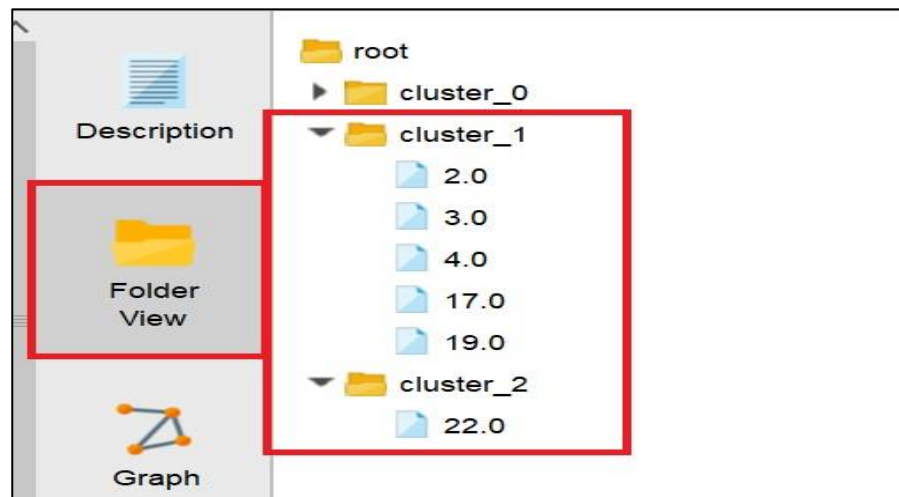 Description
Folder
View
Graph
root
cluster_0
cluster_1
2.0
3.0
4.0
17.0
19.0
cluster_2
22.0